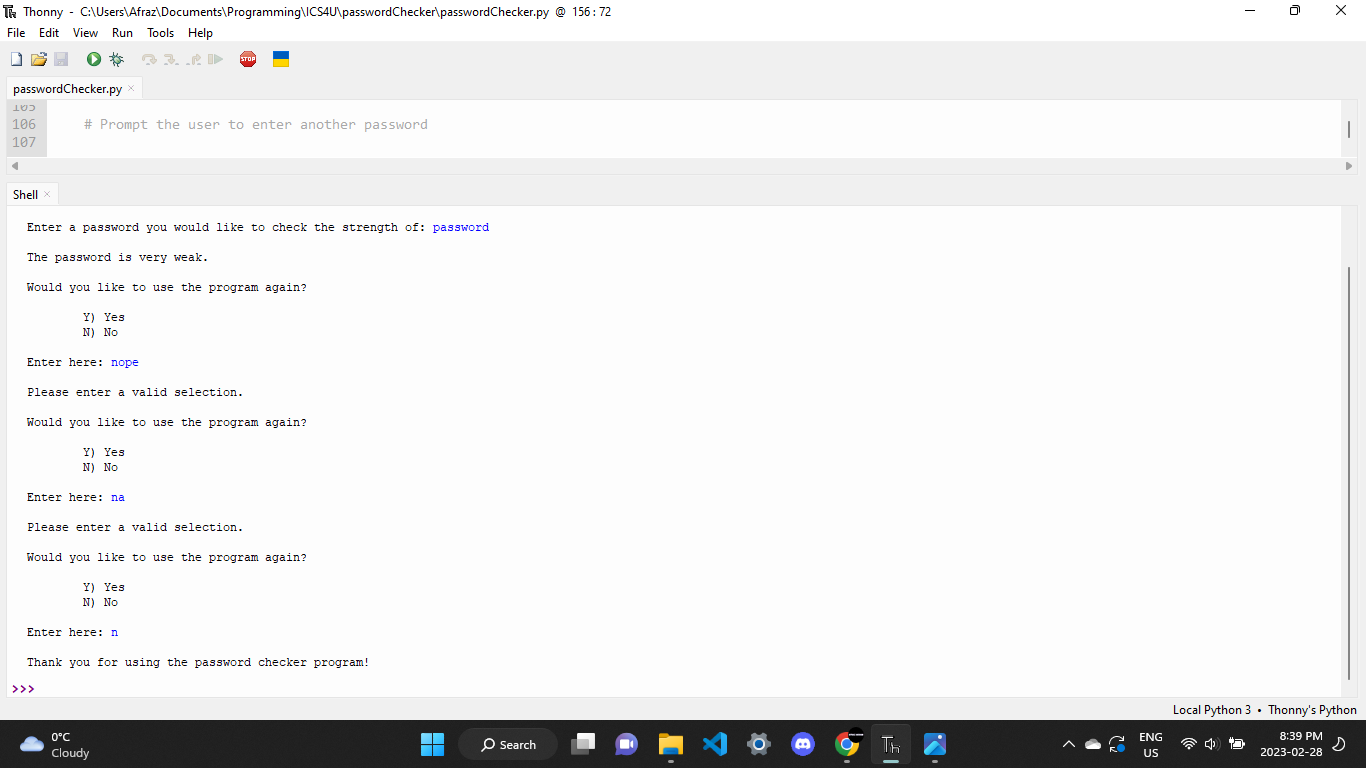 Thonny - C:\Users\Afraz\Documents\Programming\ICS4U\passwordChecker\passwordChecker.py @ 156 : 72
File Edit View Run Tools Help
STOP
passwordChecker.py ×
105
106 # Prompt the user to enter another password
107
Shell ×
Enter a password you would like to check the strength of: password
The password is very weak.
Would you like to use the program again?
Y) Yes
N) No
Enter here: nope
Please enter a valid selection.
Would you like to use the program again?
Y) Yes
N) No
Enter here: na
Please enter a valid selection.
Would you like to use the program again?
Y) Yes
N) No
Enter here: n
Thank you for using the password checker program!
>>>
Local Python 3 • Thonny's Python
0°C
Cloudy
Search
Th
ENG
US
8:39 PM
2023-02-28